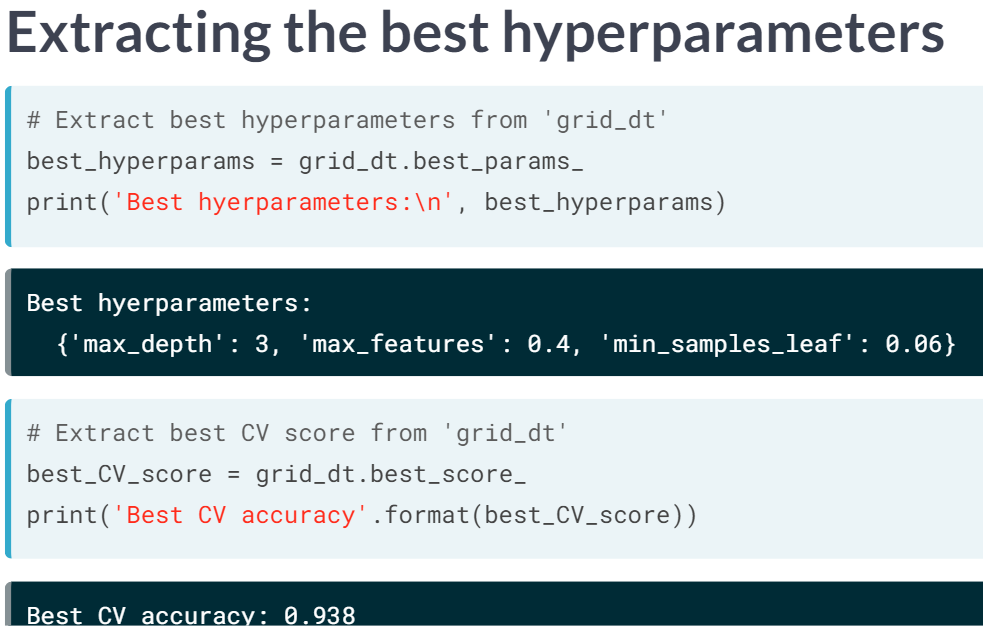 Extracting the best hyperparameters
# Extract best hyperparameters from 'grid_dt'
best_hyperparams = grid_dt.best_params_
print('Best hyerparameters:\n', best_hyperparams)
Best hyerparameters:
{'max_depth': 3, 'max_features': 0.4, 'min_samples_leaf': 0.06}
# Extract best CV score from 'grid_dt'
best_CV_score = grid_dt.best_score_
print('Best CV accuracy'.format(best_CV_score))
Best CV accuracy: 0.938